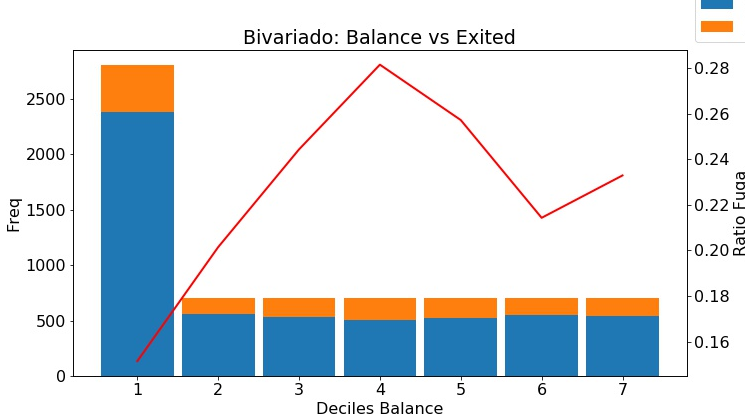 Bivariado: Balance vs Exited
2500
2000
1500
1000
500
0
Freq
0.28
0.26
0.24
0.22
0.20
0.18
0.16
Ratio Fuga
1 2 3 4 5 6 7
Deciles Balance